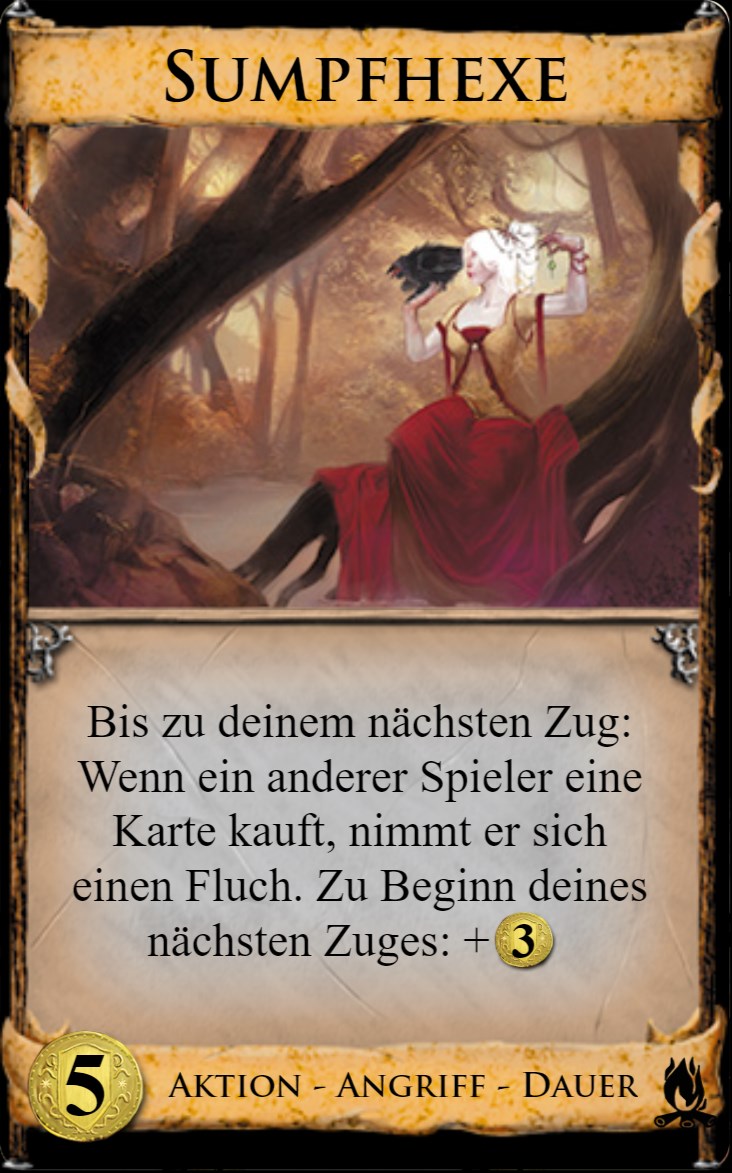 Sumpfhexe
Bis zu deinem nächsten Zug:
Wenn ein anderer Spieler eine
Karte kauft, nimmt er sich
einen Fluch. Zu Beginn deines
nächsten Zuges: +3
5 Aktion - Angriff - Dauer